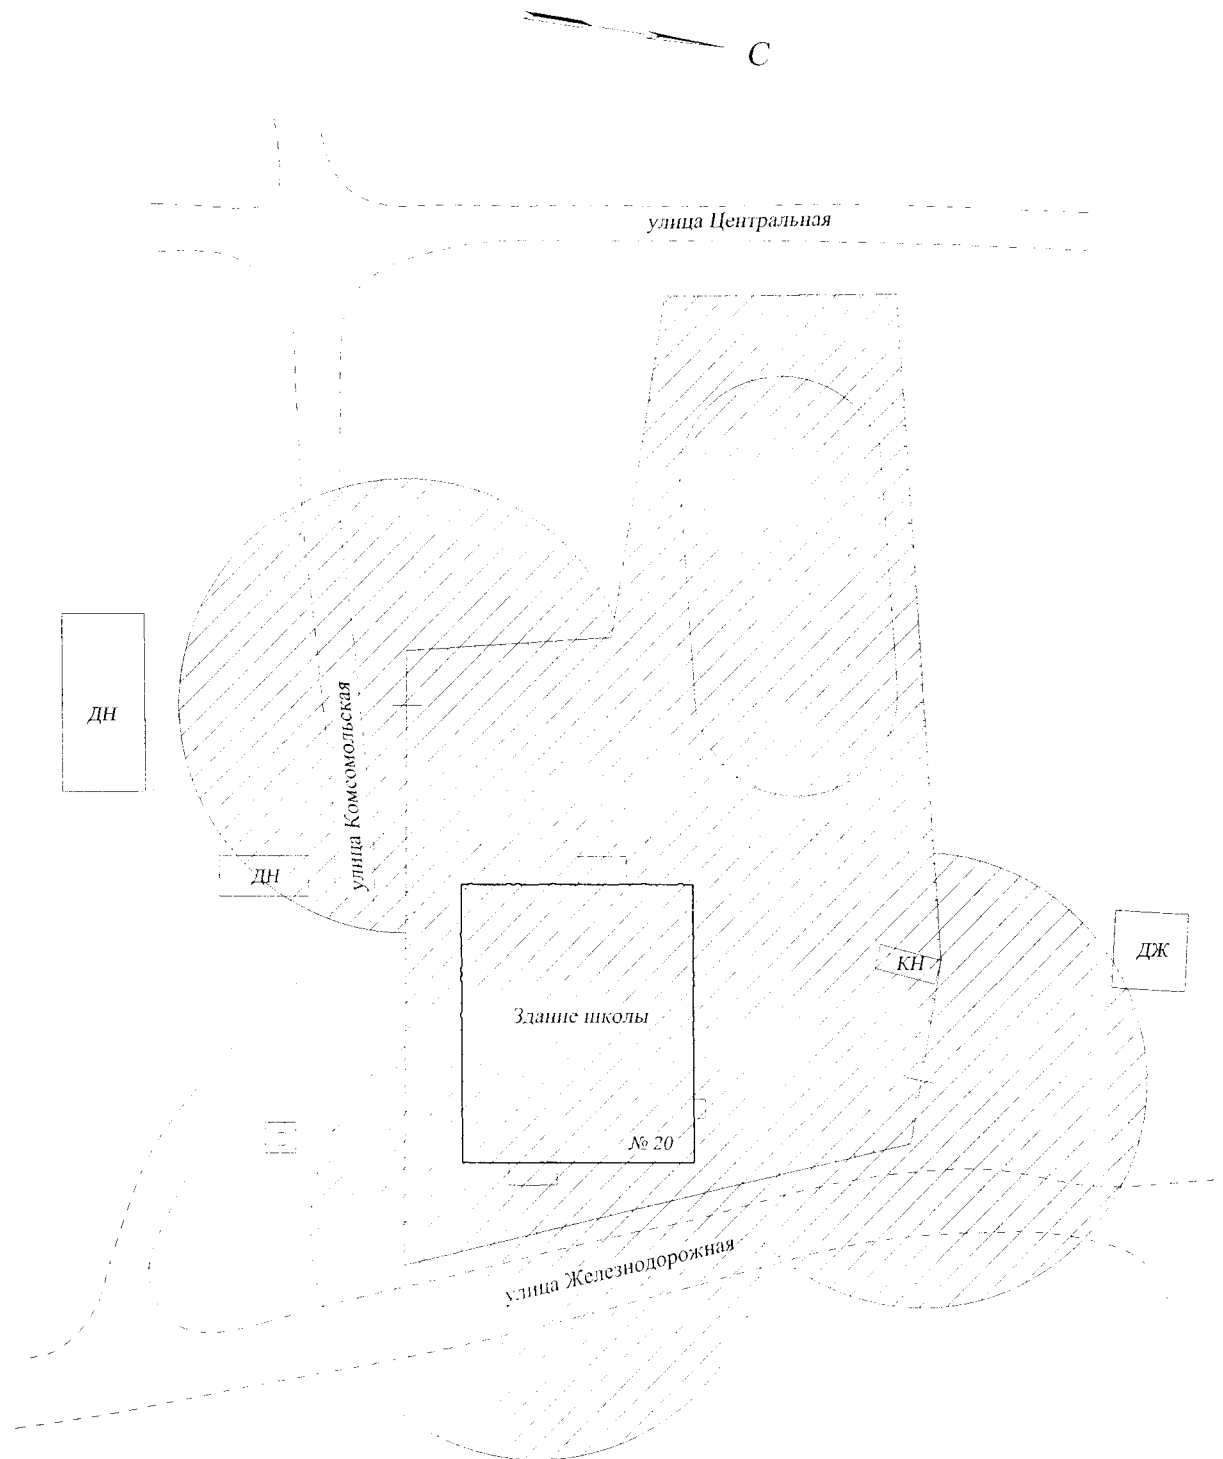 С
улица Центральная
ДН
улица Комсомольская
ДН
КН
ДЖ
Здание школы
№ 20
улица Железнодорожная